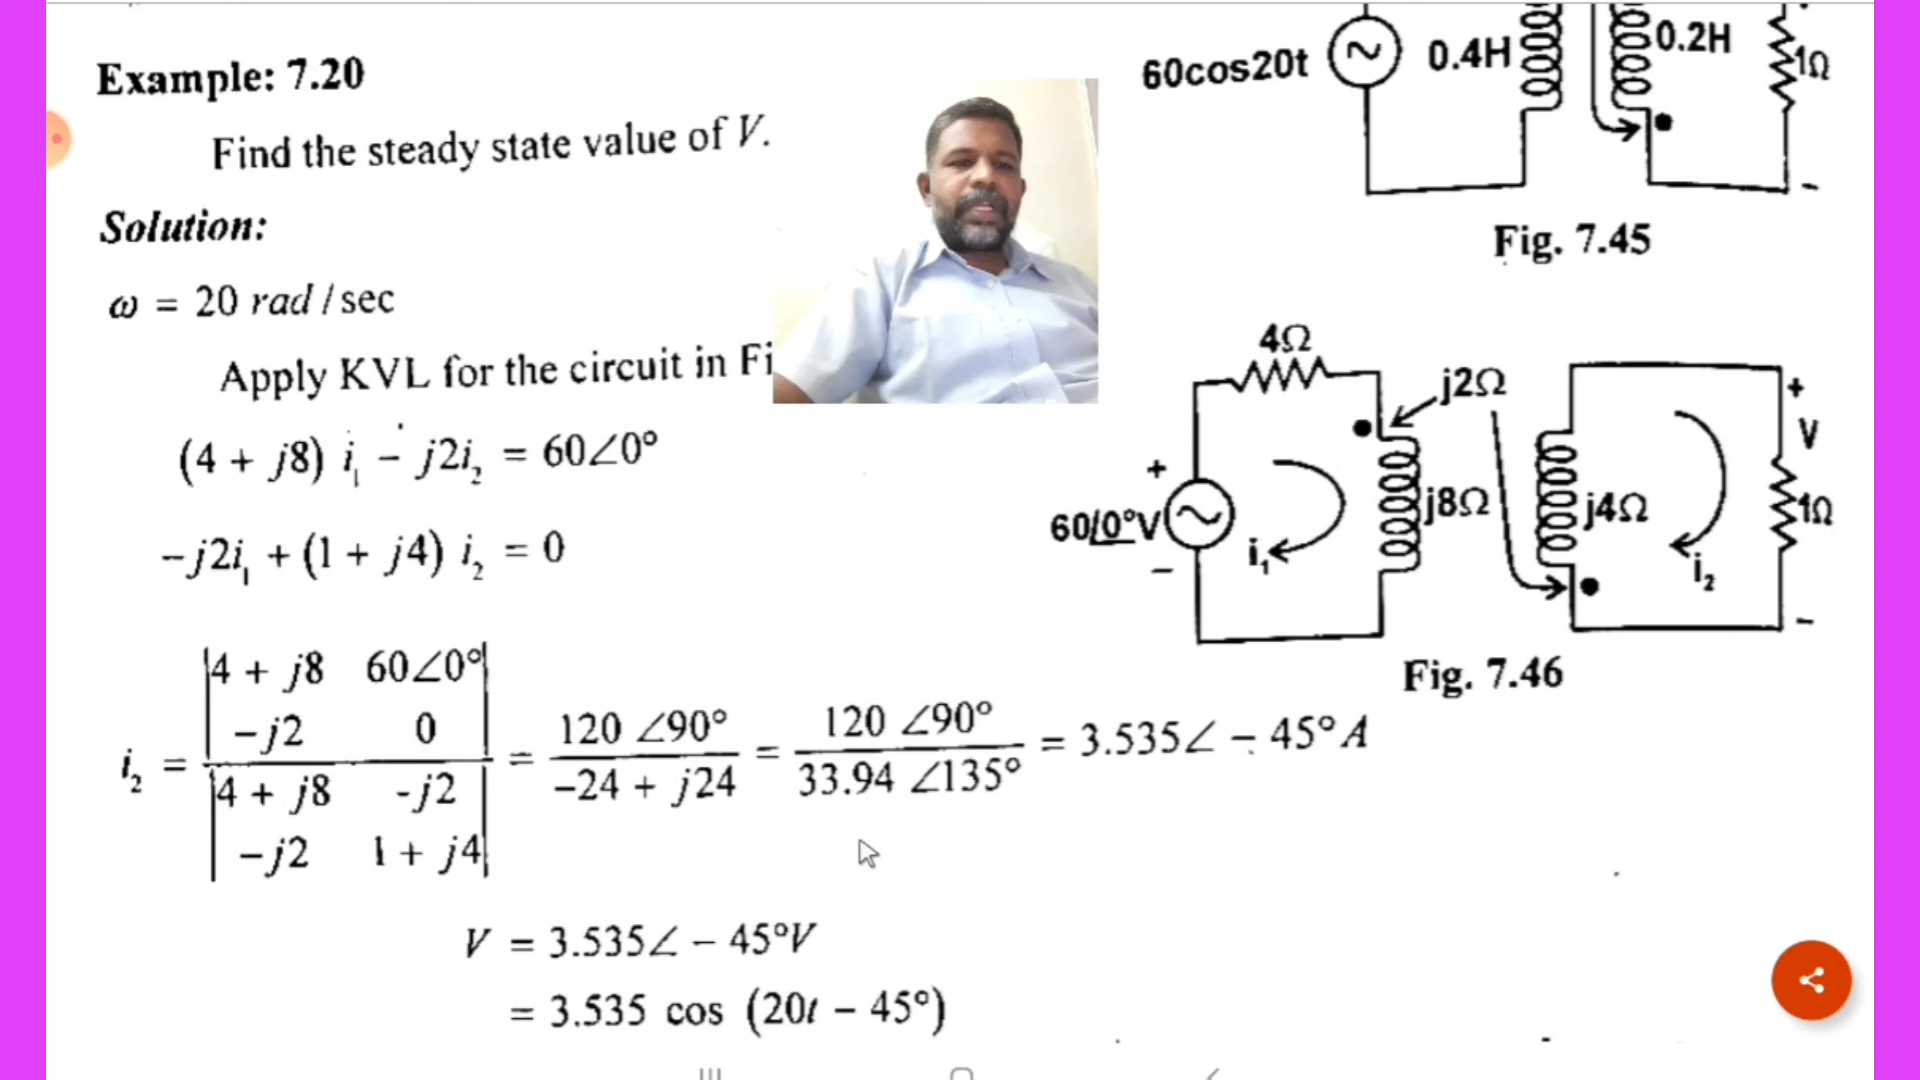 Example: 7.20
Find the steady state value of V.
Solution:
ω = 20 rad / sec
Apply KVL for the circuit in Fi
(4 + j8) i₁ − j2i₂ = 60∠0°
−j2i₁ + (1 + j4) i₂ = 0
i₂ = |4 + j8 60∠0° −j2 0| / |4 + j8 -j2 −j2 1 + j4| = 120 ∠90° / −24 + j24 = 120 ∠90° / 33.94 ∠135° = 3.535∠ − 45° A
V = 3.535∠ − 45°V
= 3.535 cos (20t − 45°)
60cos20t 0.4H 0.2H 1Ω
−
Fig. 7.45
4Ω
j2Ω
+ V
+
60/0°V i₁ j8Ω j4Ω 1Ω
i₂
− −
Fig. 7.46